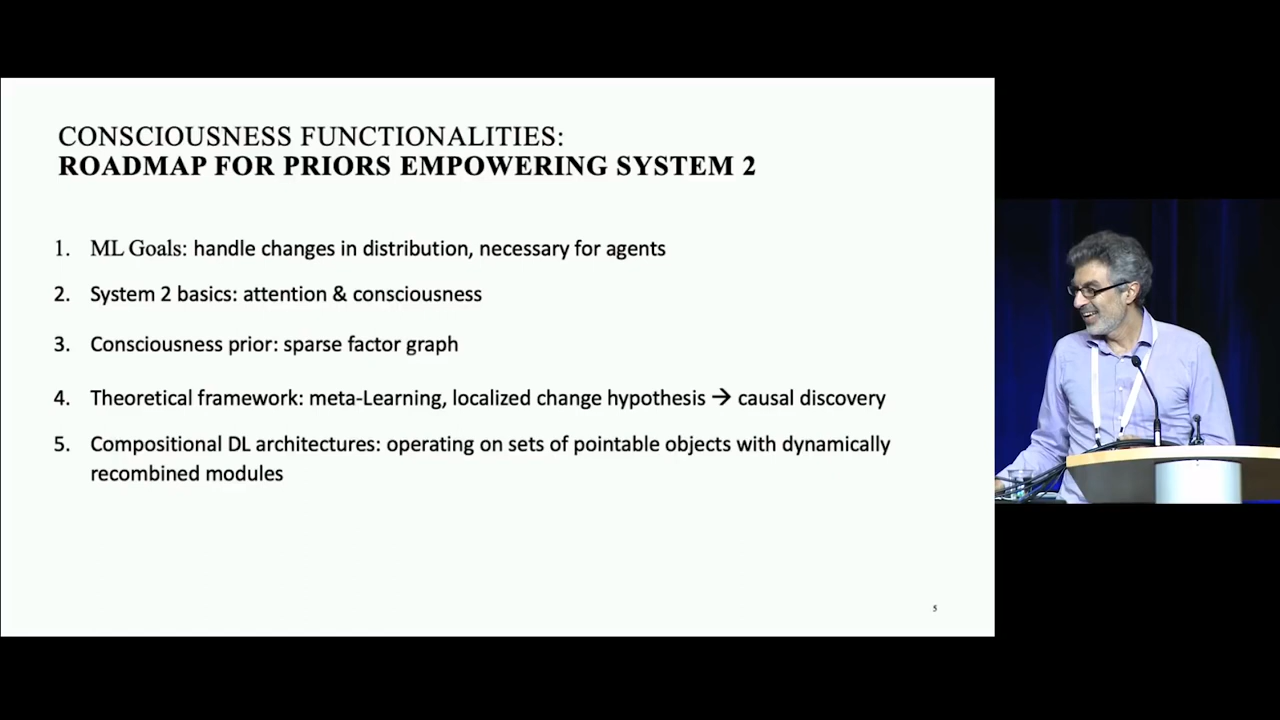 CONSCIOUSNESS FUNCTIONALITIES:
ROADMAP FOR PRIORS EMPOWERING SYSTEM 2
1. ML Goals: handle changes in distribution, necessary for agents
2. System 2 basics: attention & consciousness
3. Consciousness prior: sparse factor graph
4. Theoretical framework: meta-Learning, localized change hypothesis → causal discovery
5. Compositional DL architectures: operating on sets of pointable objects with dynamically
recombined modules
5